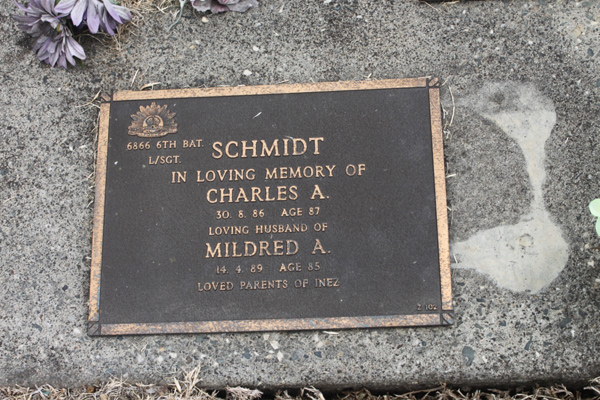 6866 6TH BAT.
L/SGT.
SCHMIDT
IN LOVING MEMORY OF
CHARLES A.
30. 8. 86 AGE 87
LOVING HUSBAND OF
MILDRED A.
14. 4. 89 AGE 85
LOVED PARENTS OF INEZ